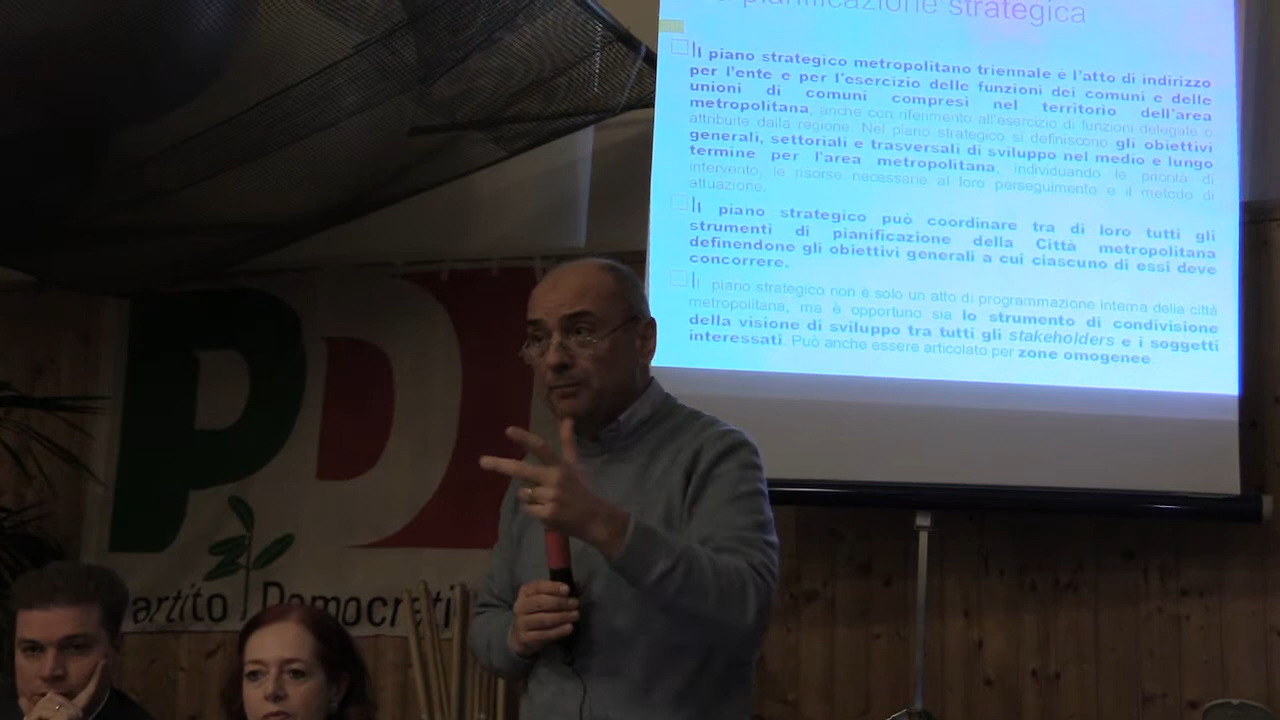 pianificazione strategica
Il piano strategico metropolitano triennale è l'atto di indirizzo
per l'ente e per l'esercizio delle funzioni dei comuni e delle
unioni di comuni compresi nel territorio dell'area
metropolitana, anche con riferimento all'esercizio di funzioni delegate o
attribuite dalla regione. Nel piano strategico si definiscono gli obiettivi
generali, settoriali e trasversali di sviluppo nel medio e lungo
termine per l'area metropolitana, individuando le priorità di
intervento, le risorse necessarie al loro perseguimento e il metodo di
attuazione.
Il piano strategico può coordinare tra di loro tutti gli
strumenti di pianificazione della Città metropolitana
definendone gli obiettivi generali a cui ciascuno di essi deve
concorrere.
Il piano strategico non è solo un atto di programmazione interna della città
metropolitana, ma è opportuno sia lo strumento di condivisione
della visione di sviluppo tra tutti gli stakeholders e i soggetti
interessati. Può anche essere articolato per zone omogenee.
PD
artito Democrati